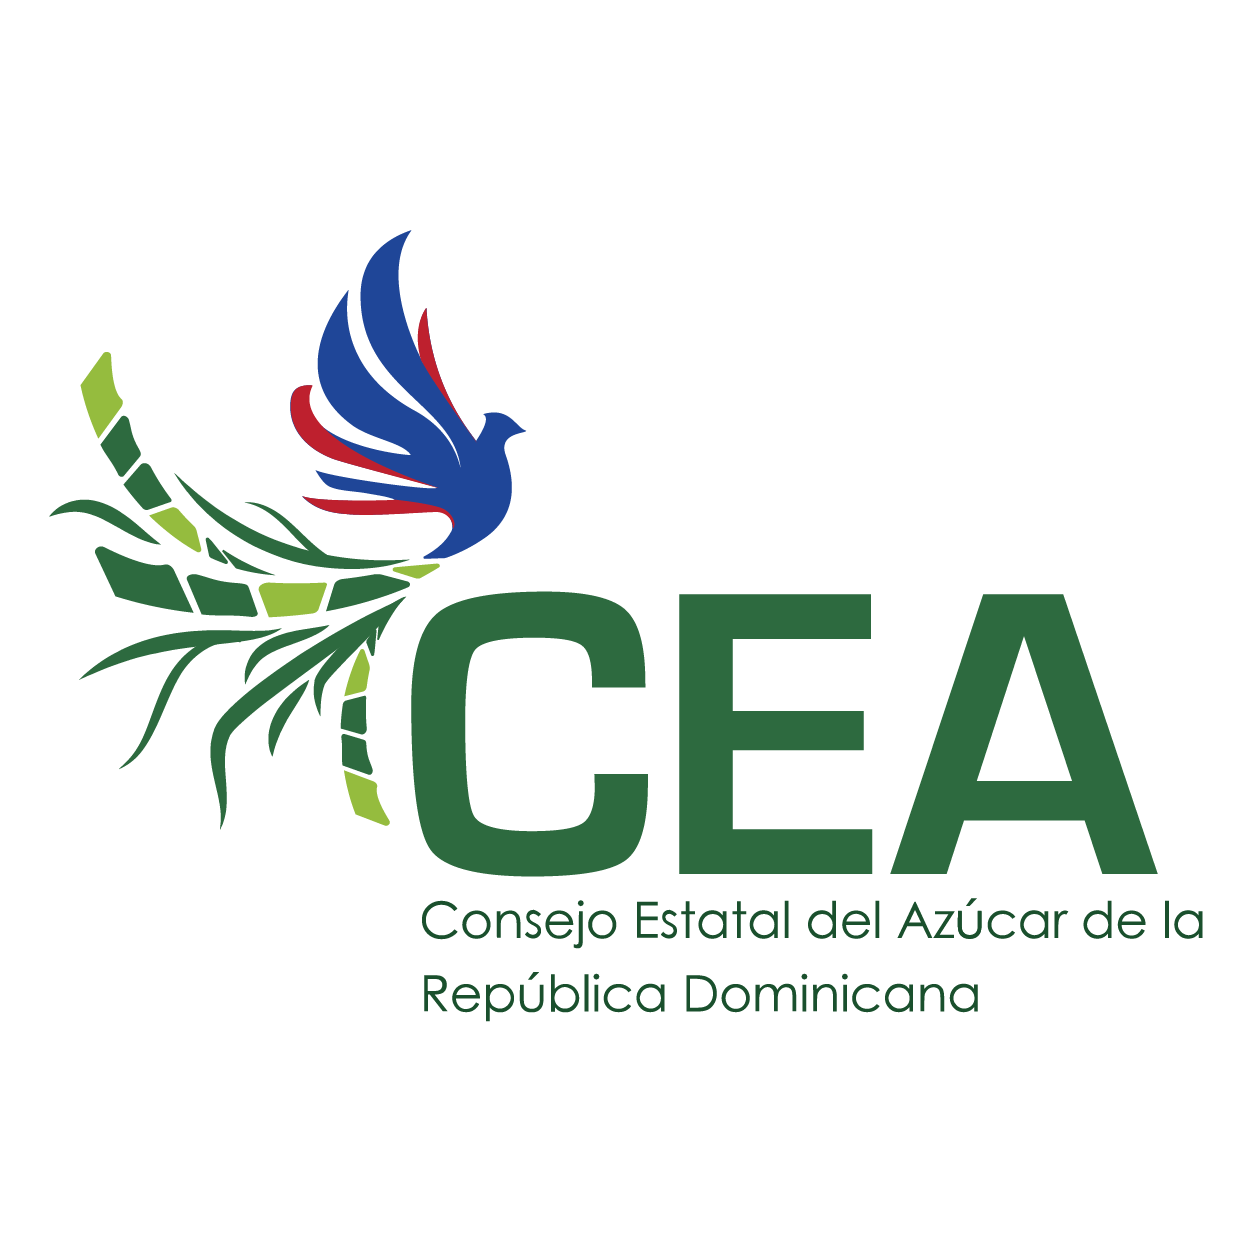 CEA
Consejo Estatal del Azúcar de la
República Dominicana